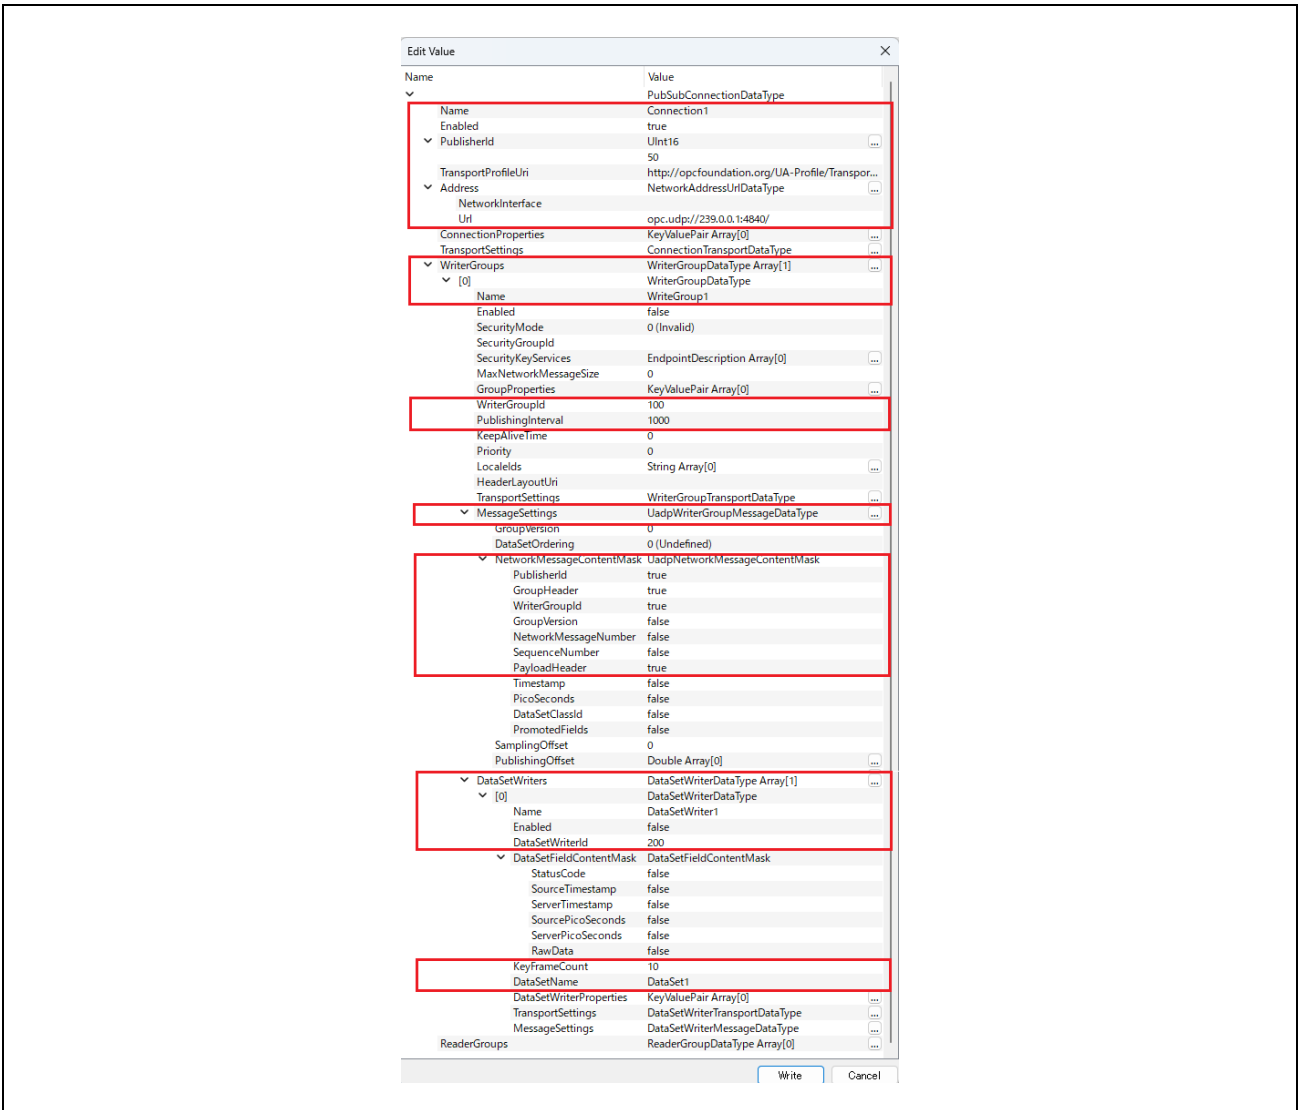 Edit Value
Name Value
PubSubConnectionDataType
Name Connection1
Enabled true
PublisherId UInt16 ...
50
TransportProfileUri http://opcfoundation.org/UA-Profile/Transpor...
Address NetworkAddressUrlDataType ...
NetworkInterface
Url opc.udp://239.0.0.1:4840/
ConnectionProperties KeyValuePair Array[0] ...
TransportSettings ConnectionTransportDataType ...
WriterGroups WriterGroupDataType Array[1] ...
[0] WriterGroupDataType
Name WriteGroup1
Enabled false
SecurityMode 0 (Invalid)
SecurityGroupId
SecurityKeyServices EndpointDescription Array[0] ...
MaxNetworkMessageSize 0
GroupProperties KeyValuePair Array[0] ...
WriterGroupId 100
PublishingInterval 1000
KeepAliveTime 0
Priority 0
LocaleIds String Array[0] ...
HeaderLayoutUri
TransportSettings WriterGroupTransportDataType ...
MessageSettings UadpWriterGroupMessageDataType ...
GroupVersion 0
DataSetOrdering 0 (Undefined)
NetworkMessageContentMask UadpNetworkMessageContentMask
PublisherId true
GroupHeader true
WriterGroupId true
GroupVersion false
NetworkMessageNumber false
SequenceNumber false
PayloadHeader true
Timestamp false
PicoSeconds false
DataSetClassId false
PromotedFields false
SamplingOffset 0
PublishingOffset Double Array[0] ...
DataSetWriters DataSetWriterDataType Array[1] ...
[0] DataSetWriterDataType
Name DataSetWriter1
Enabled false
DataSetWriterId 200
DataSetFieldContentMask DataSetFieldContentMask
StatusCode false
SourceTimestamp false
ServerTimestamp false
SourcePicoSeconds false
ServerPicoSeconds false
RawData false
KeyFrameCount 10
DataSetName DataSet1
DataSetWriterProperties KeyValuePair Array[0] ...
TransportSettings DataSetWriterTransportDataType ...
MessageSettings DataSetWriterMessageDataType ...
ReaderGroups ReaderGroupDataType Array[0] ...
Write Cancel